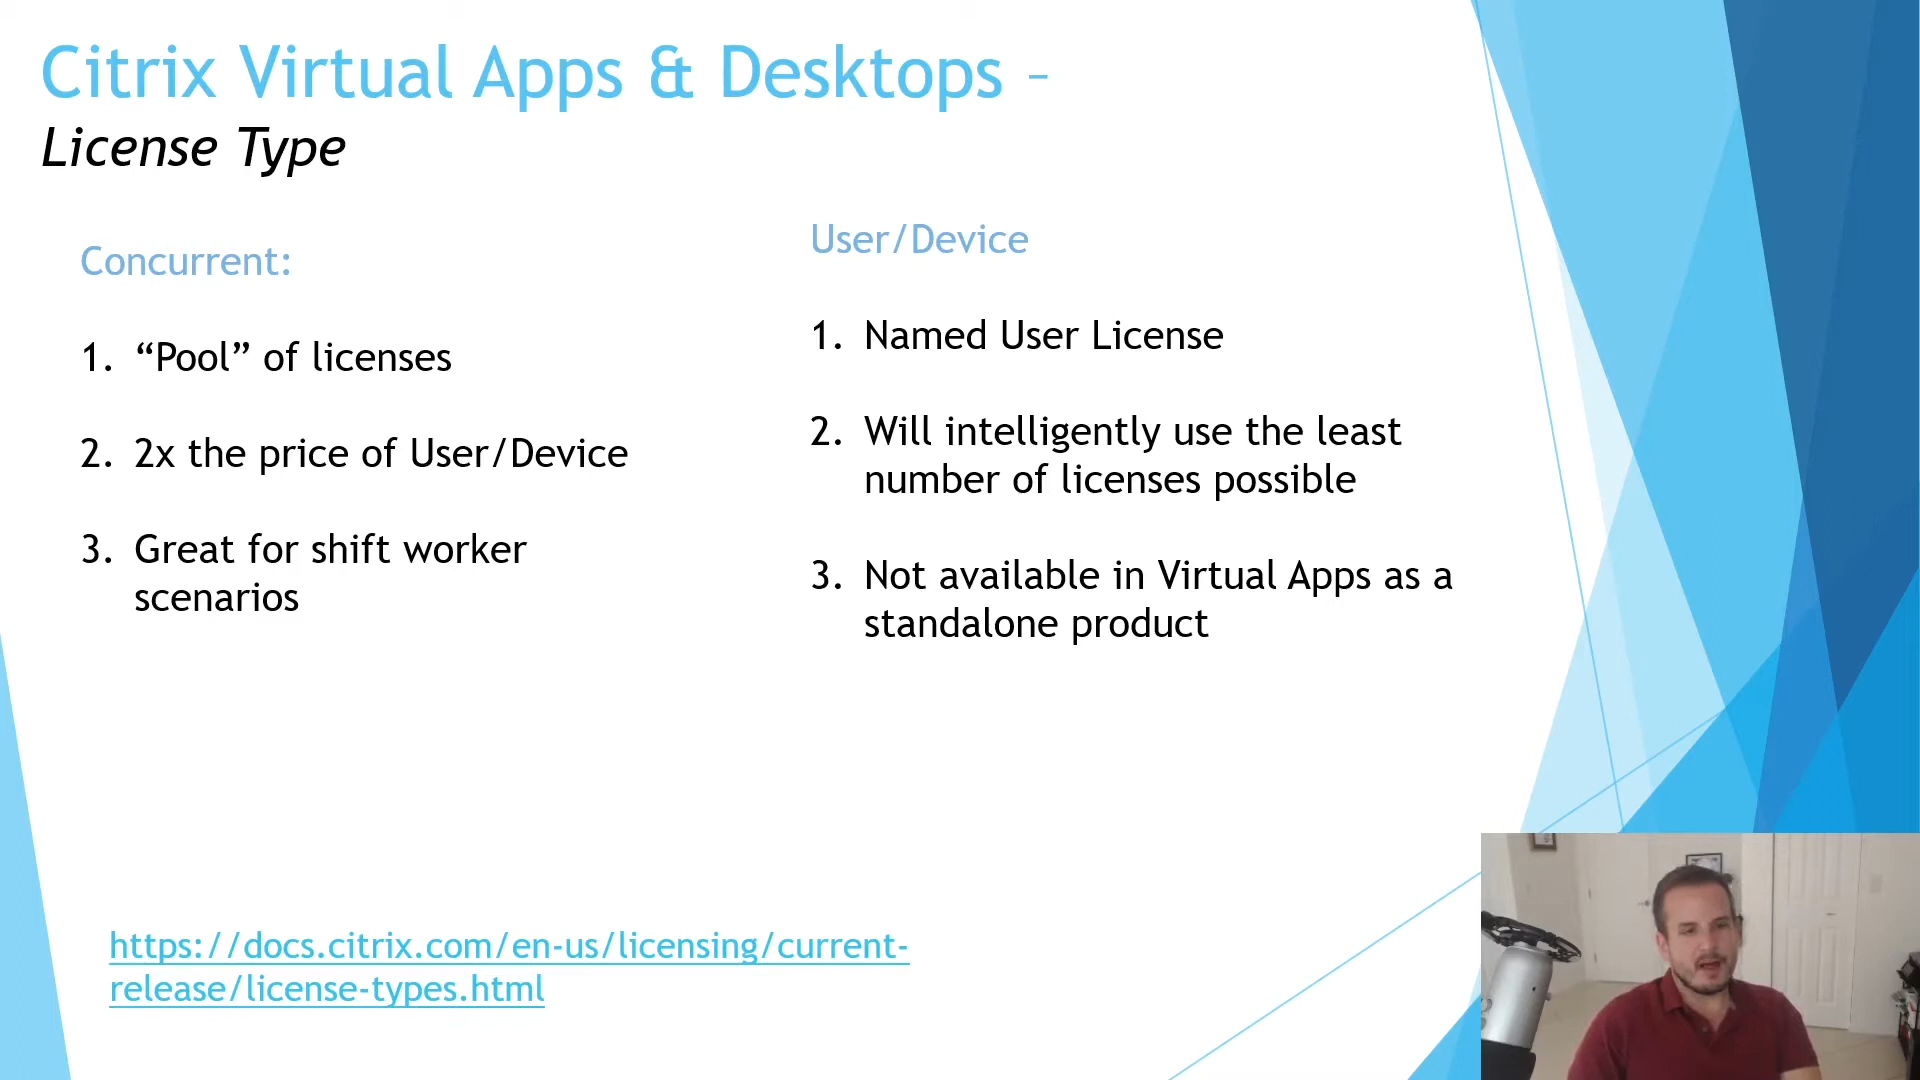 Citrix Virtual Apps & Desktops –
License Type
Concurrent:
1. “Pool” of licenses
2. 2x the price of User/Device
3. Great for shift worker
scenarios
User/Device
1. Named User License
2. Will intelligently use the least
number of licenses possible
3. Not available in Virtual Apps as a
standalone product
https://docs.citrix.com/en-us/licensing/current-
release/license-types.html